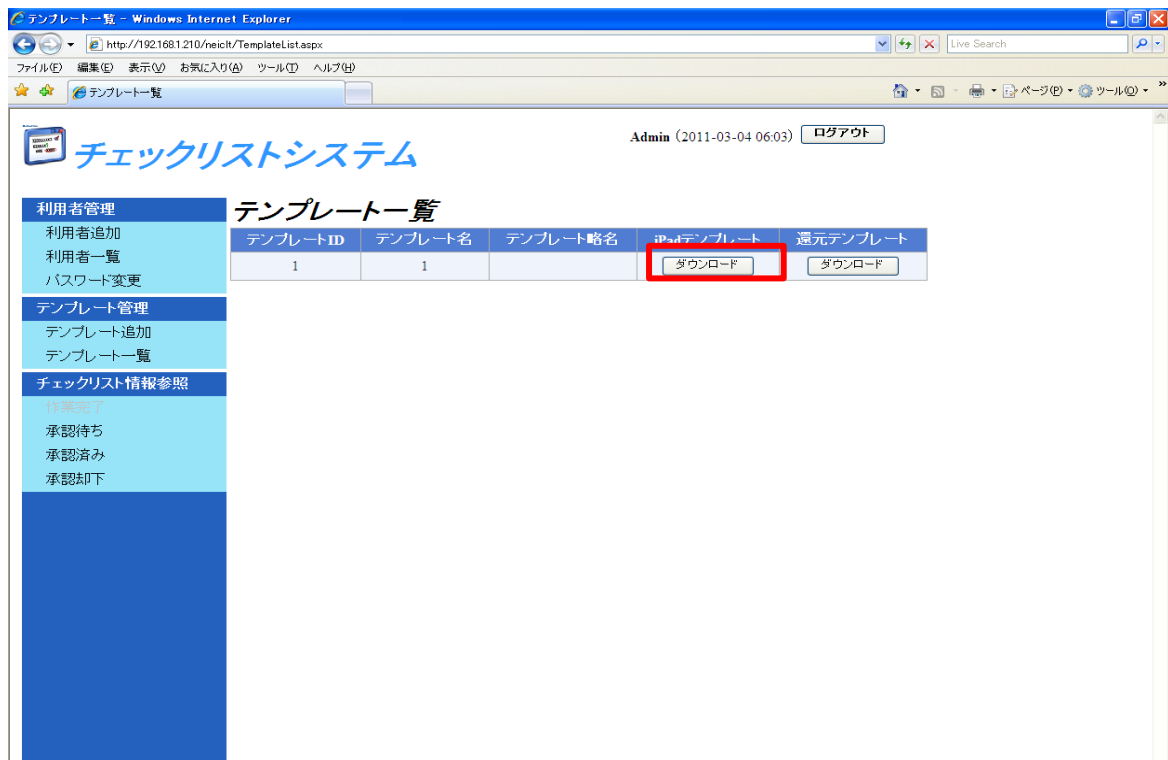 テンプレート一覧 - Windows Internet Explorer
http://192.168.1.210/neiclt/TemplateList.aspx
Live Search
ファイル(F) 編集(E) 表示(V) お気に入り(A) ツール(T) ヘルプ(H)
テンプレート一覧
ページ(P) ツール(O)
チェックリストシステム
Admin（2011-03-04 06:03） ログアウト
利用者管理
利用者追加
利用者一覧
パスワード変更
テンプレート管理
テンプレート追加
テンプレート一覧
チェックリスト情報参照
作業完了
承認待ち
承認済み
承認却下
テンプレート一覧
テンプレートID テンプレート名 テンプレート略名 iPadテンプレート 還元テンプレート
1 1 ダウンロード ダウンロード